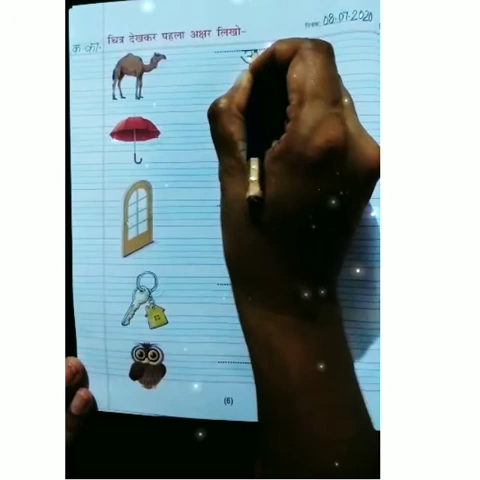 दिनांक: 08-07-2020
क-का- चित्र देखकर पहला अक्षर लिखो-
(6)